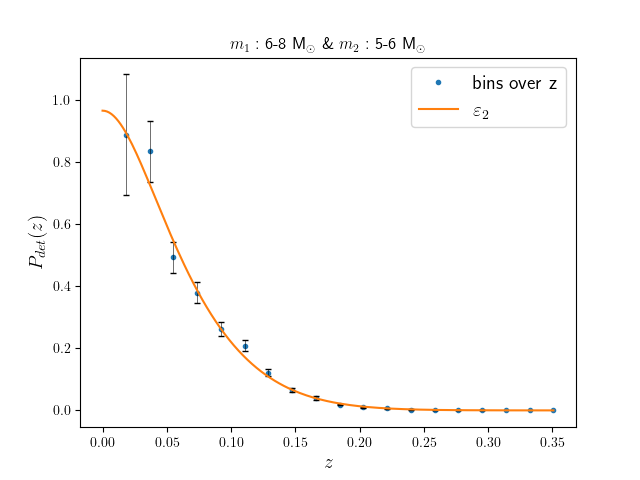 m₁ : 6-8 M⊙ & m₂ : 5-6 M⊙
bins over z
ε₂
P_det(z)
1.0
0.8
0.6
0.4
0.2
0.0
0.00 0.05 0.10 0.15 0.20 0.25 0.30 0.35
z